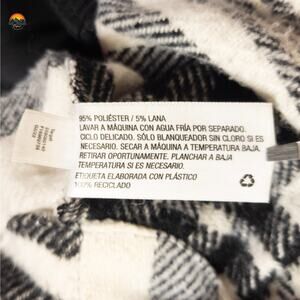 95% POLIÉSTER / 5% LANA
LAVAR A MÁQUINA CON AGUA FRÍA POR SEPARADO.
CICLO DELICADO. SÓLO BLANQUEADOR SIN CLORO SI ES
NECESARIO. SECAR A MÁQUINA A TEMPERATURA BAJA.
RETIRAR OPORTUNAMENTE. PLANCHAR A BAJA
TEMPERATURA SI ES NECESARIO.
ETIQUETA ELABORADA CON PLÁSTICO
100% RECICLADO